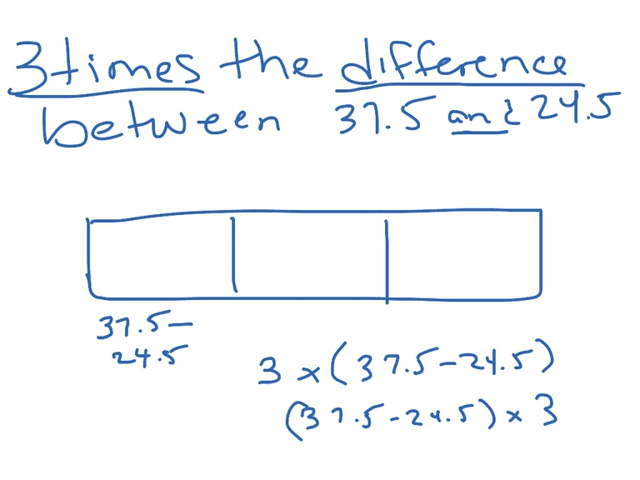 3 times the difference
between 37.5 and 24.5
37.5 -
24.5
3 × (37.5 - 24.5)
(37.5 - 24.5) × 3